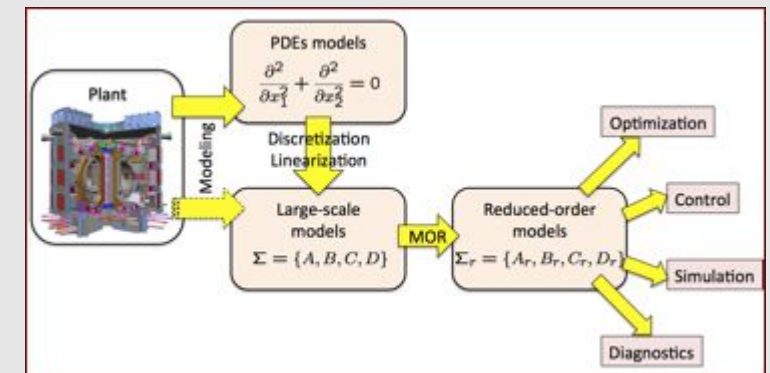 Plant
Modeling
PDEs models
∂²/∂x₁² + ∂²/∂x₂² = 0
Discretization
Linearization
Large-scale
models
Σ = {A, B, C, D}
MOR
Reduced-order
models
Σᵣ = {Aᵣ, Bᵣ, Cᵣ, Dᵣ}
Optimization
Control
Simulation
Diagnostics